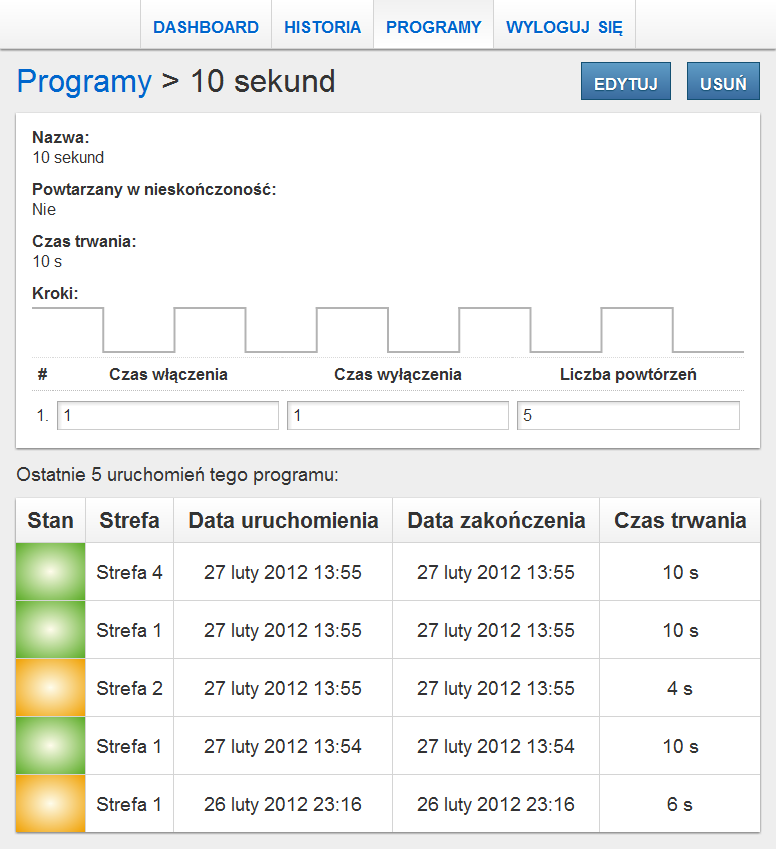 DASHBOARD HISTORIA PROGRAMY WYLOGUJ SIĘ
Programy > 10 sekund EDYTUJ USUŃ
Nazwa:
10 sekund
Powtarzany w nieskończoność:
Nie
Czas trwania:
10 s
Kroki:
# Czas włączenia Czas wyłączenia Liczba powtórzeń
1. 1 1 5
Ostatnie 5 uruchomień tego programu:
Stan Strefa Data uruchomienia Data zakończenia Czas trwania
Strefa 4 27 luty 2012 13:55 27 luty 2012 13:55 10 s
Strefa 1 27 luty 2012 13:55 27 luty 2012 13:55 10 s
Strefa 2 27 luty 2012 13:55 27 luty 2012 13:55 4 s
Strefa 1 27 luty 2012 13:54 27 luty 2012 13:54 10 s
Strefa 1 26 luty 2012 23:16 26 luty 2012 23:16 6 s